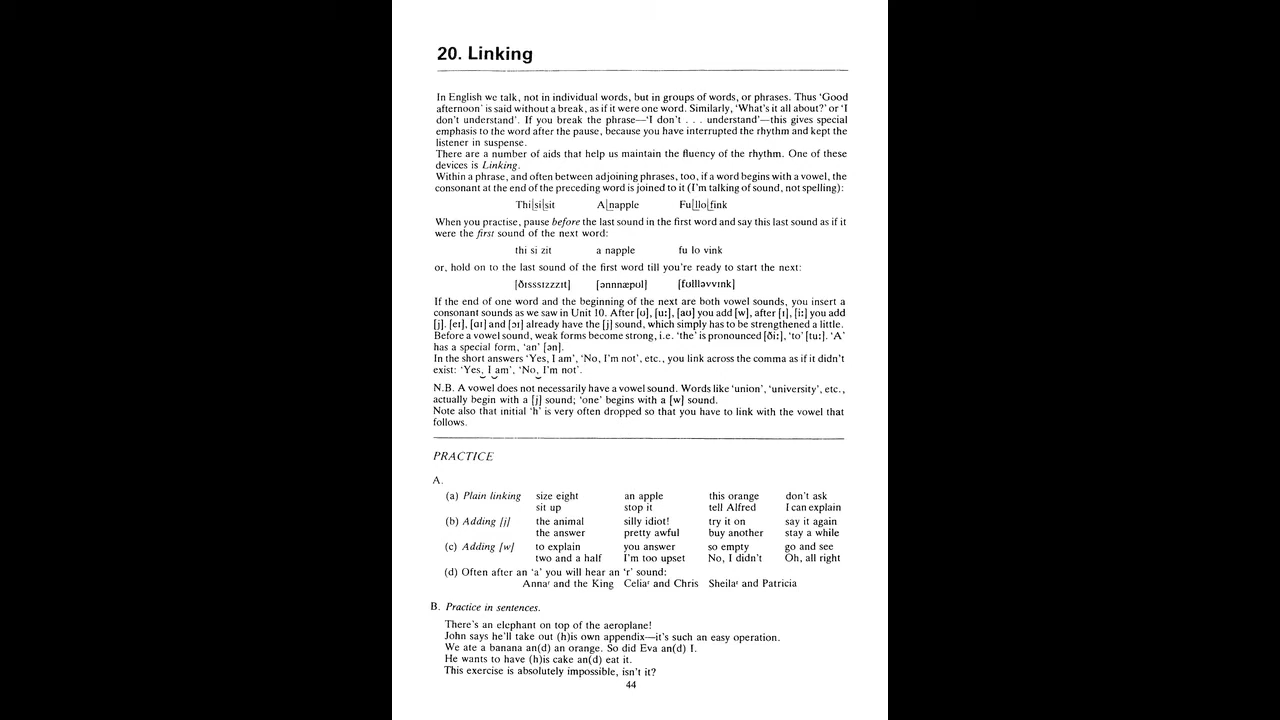 20. Linking
In English we talk, not in individual words, but in groups of words, or phrases. Thus 'Good
afternoon' is said without a break, as if it were one word. Similarly, 'What's it all about?' or 'I
don't understand'. If you break the phrase—'I don't . . . understand'—this gives special
emphasis to the word after the pause, because you have interrupted the rhythm and kept the
listener in suspense.
There are a number of aids that help us maintain the fluency of the rhythm. One of these
devices is Linking.
Within a phrase, and often between adjoining phrases, too, if a word begins with a vowel, the
consonant at the end of the preceding word is joined to it (I'm talking of sound, not spelling):
Thi|si|sit A|napple Fu|llo|fink
When you practise, pause before the last sound in the first word and say this last sound as if it
were the first sound of the next word:
thi si zit a napple fu lo vink
or, hold on to the last sound of the first word till you're ready to start the next:
[ðɪsssɪzzzɪt] [ənnnæpʊl] [fʊlllǝvvɪnk]
If the end of one word and the beginning of the next are both vowel sounds, you insert a
consonant sounds as we saw in Unit 10. After [ʊ], [uː], [aʊ] you add [w], after [ɪ], [iː] you add
[j]. [eɪ], [ɑɪ] and [ɔɪ] already have the [j] sound, which simply has to be strengthened a little.
Before a vowel sound, weak forms become strong, i.e. 'the' is pronounced [ðiː], 'to' [tuː]. 'A'
has a special form, 'an' [ən].
In the short answers 'Yes, I am', 'No, I'm not', etc., you link across the comma as if it didn't
exist: 'Yes, I am', 'No, I'm not'.
N.B. A vowel does not necessarily have a vowel sound. Words like 'union', 'university', etc.,
actually begin with a [j] sound; 'one' begins with a [w] sound.
Note also that initial 'h' is very often dropped so that you have to link with the vowel that
follows.
PRACTICE
A.
(a) Plain linking size eight an apple this orange don't ask
sit up stop it tell Alfred I can explain
(b) Adding [j] the animal silly idiot! try it on say it again
the answer pretty awful buy another stay a while
(c) Adding [w] to explain you answer so empty go and see
two and a half I'm too upset No, I didn't Oh, all right
(d) Often after an 'a' you will hear an 'r' sound:
Annaʳ and the King Celiaʳ and Chris Sheilaʳ and Patricia
B. Practice in sentences.
There's an elephant on top of the aeroplane!
John says he'll take out (h)is own appendix—it's such an easy operation.
We ate a banana an(d) an orange. So did Eva an(d) I.
He wants to have (h)is cake an(d) eat it.
This exercise is absolutely impossible, isn't it?
44